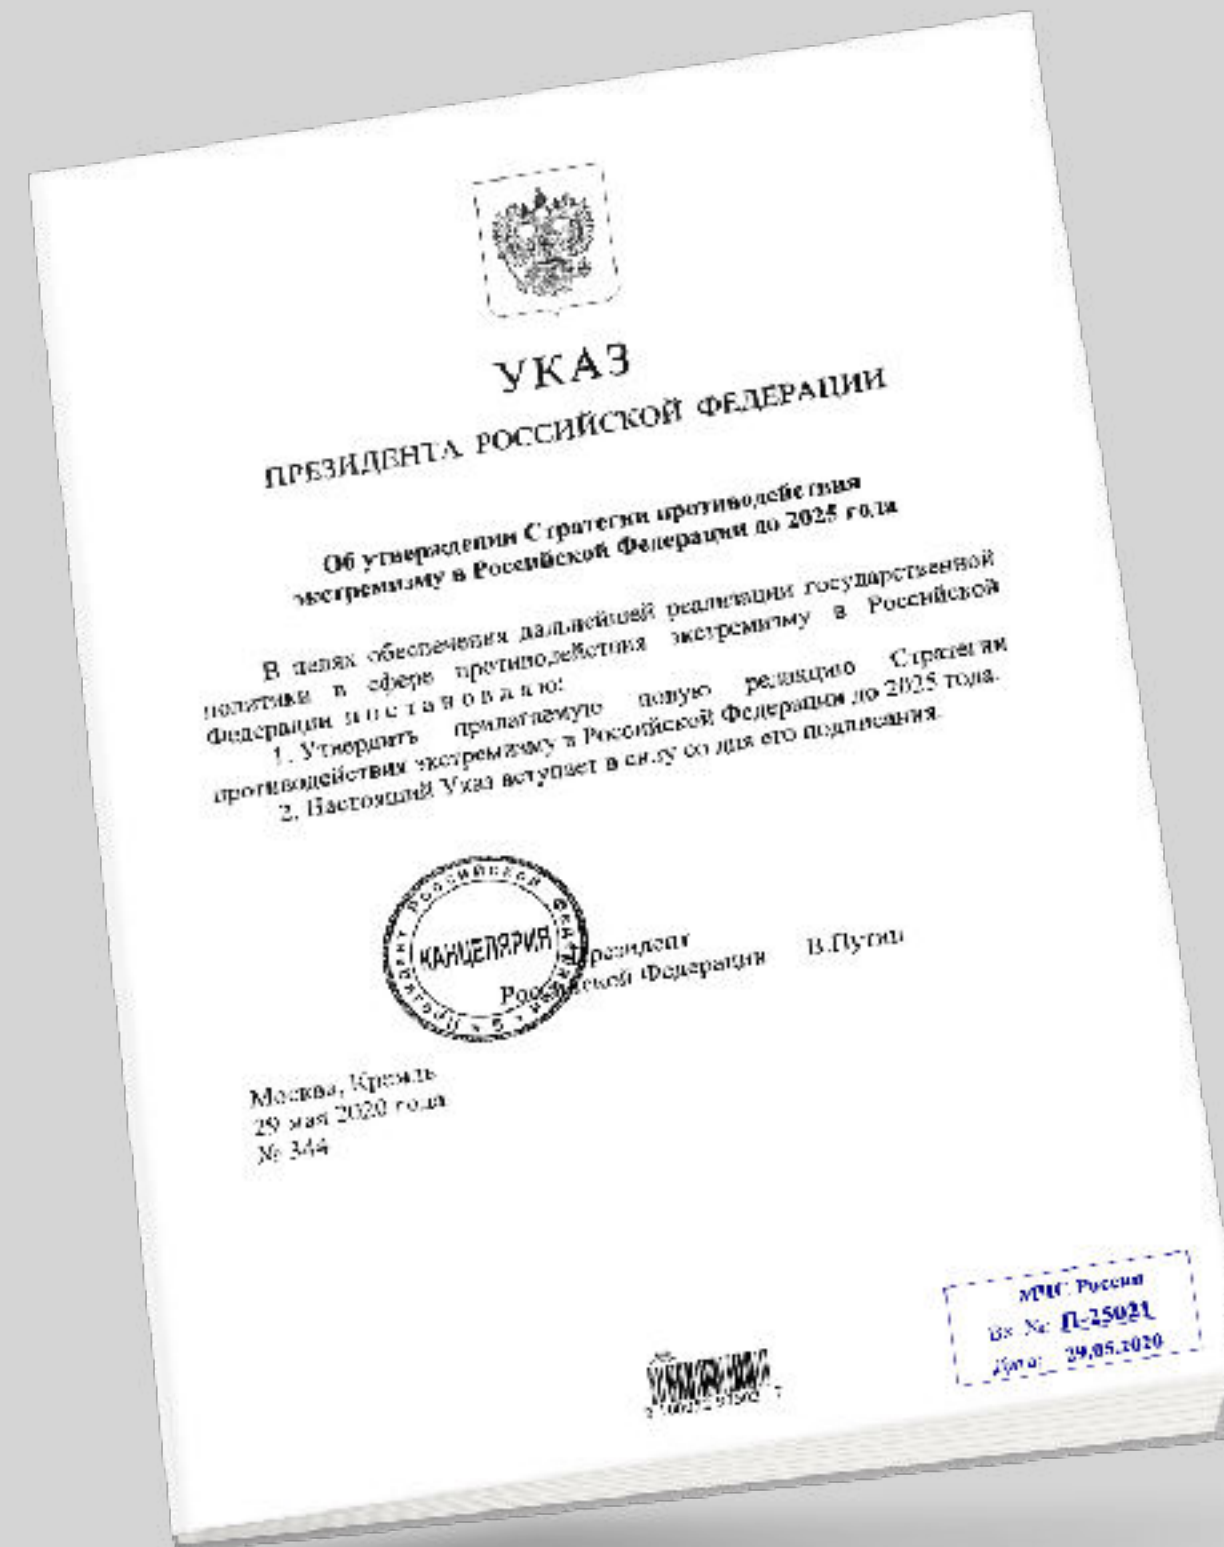 УКАЗ
ПРЕЗИДЕНТА РОССИЙСКОЙ ФЕДЕРАЦИИ
Об утверждении Стратегии противодействия
экстремизму в Российской Федерации до 2025 года
В целях обеспечения дальнейшей реализации государственной
политики в сфере противодействия экстремизму в Российской
Федерации п о с т а н о в л я ю:
1. Утвердить прилагаемую новую редакцию Стратегии
противодействия экстремизму в Российской Федерации до 2025 года.
2. Настоящий Указ вступает в силу со дня его подписания.
Президент Российской Федерации
КАНЦЕЛЯРИЯ
Президент
Российской Федерации В.Путин
Москва, Кремль
29 мая 2020 года
№ 344
МЧС России
Вх. №: П-25021
Дата: 29.05.2020